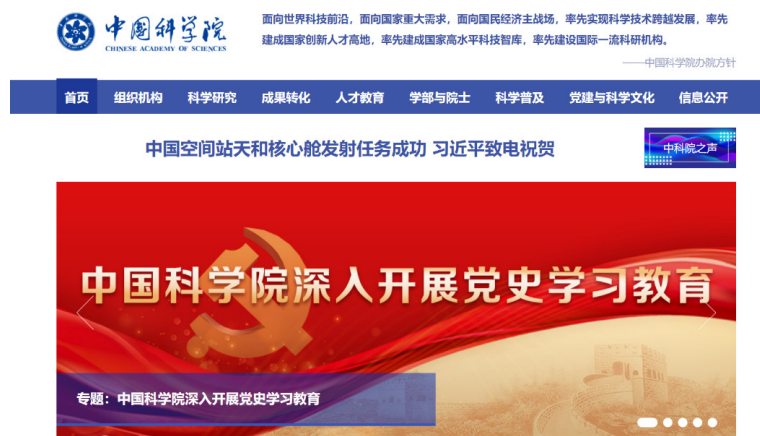 中国科学院
CHINESE ACADEMY OF SCIENCES
面向世界科技前沿，面向国家重大需求，面向国民经济主战场，率先实现科学技术跨越发展，率先
建成国家创新人才高地，率先建成国家高水平科技智库，率先建设国际一流科研机构。
——中国科学院办院方针
首页 组织机构 科学研究 成果转化 人才教育 学部与院士 科学普及 党建与科学文化 信息公开
中国空间站天和核心舱发射任务成功 习近平致电祝贺
中科院之声
中国科学院深入开展党史学习教育
专题：中国科学院深入开展党史学习教育